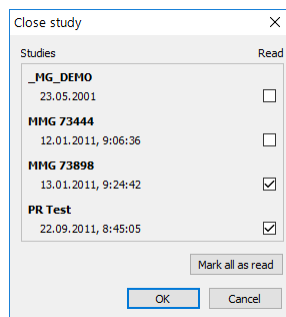 Close study
Studies Read
_MG_DEMO
23.05.2001
MMG 73444
12.01.2011, 9:06:36
MMG 73898
13.01.2011, 9:24:42
PR Test
22.09.2011, 8:45:05
Mark all as read
OK Cancel